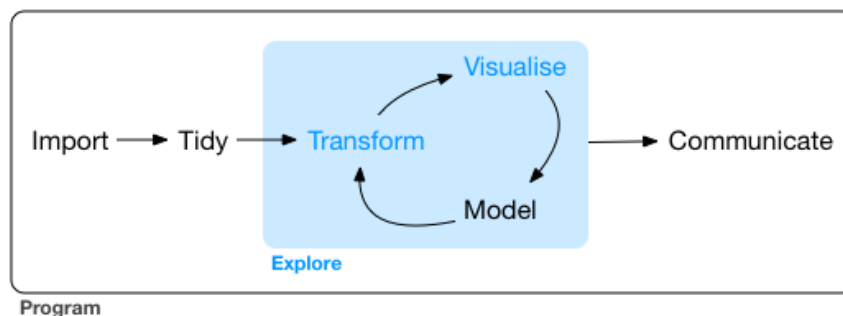 Visualise
Import Tidy Transform Communicate
Model
Explore
Program